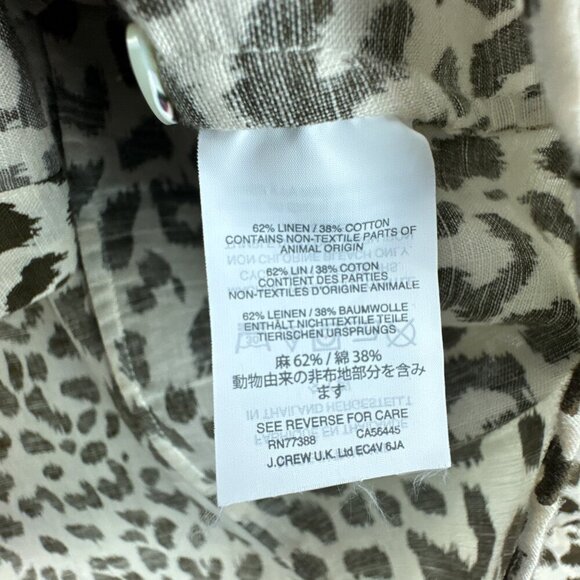 62% LINEN / 38% COTTON
CONTAINS NON-TEXTILE PARTS OF
ANIMAL ORIGIN
62% LIN / 38% COTON
CONTIENT DES PARTIES
NON-TEXTILES D'ORIGINE ANIMALE
62% LEINEN / 38% BAUMWOLLE
ENTHÄLT NICHTTEXTILE TEILE
TIERISCHEN URSPRUNGS
麻 62% / 綿 38%
動物由来の非布地部分を含み
ます
SEE REVERSE FOR CARE
RN77388 CA56445
J.CREW U.K. Ltd EC4V 6JA